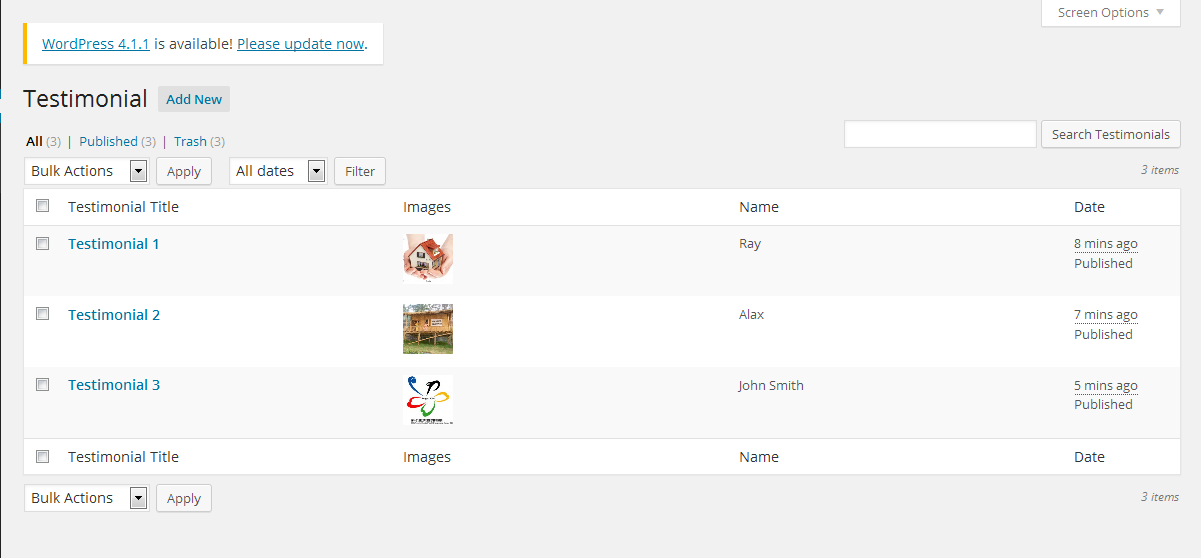 Screen Options
WordPress 4.1.1 is available! Please update now.
Testimonial Add New
All (3) | Published (3) | Trash (3)
Search Testimonials
Bulk Actions Apply All dates Filter 3 items
Testimonial Title Images Name Date
Testimonial 1 Ray 8 mins ago
Published
Testimonial 2 Alax 7 mins ago
Published
Testimonial 3 John Smith 5 mins ago
Published
Testimonial Title Images Name Date
Bulk Actions Apply 3 items